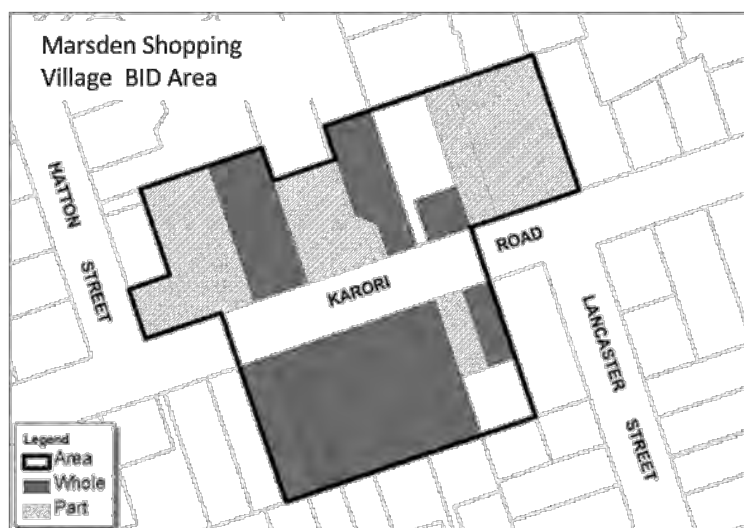 Marsden Shopping
Village BID Area
HATTON
STREET
KARORI
ROAD
LANCASTER
STREET
Legend
Area
Whole
Part